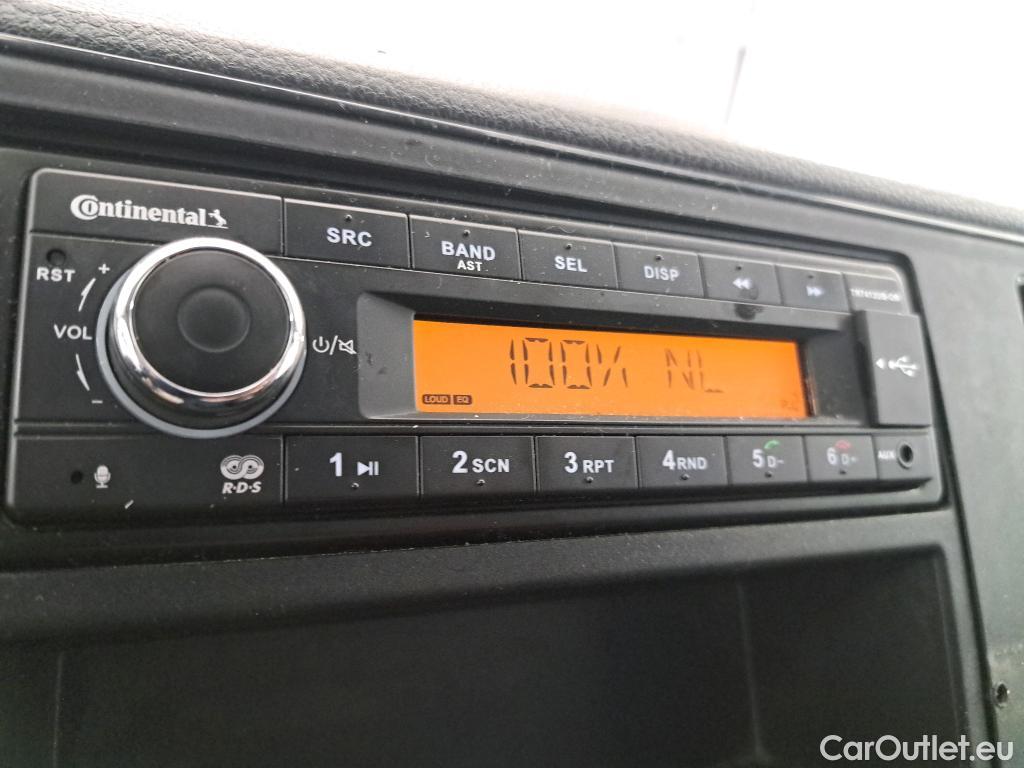 Continental
SRC
BAND
AST
SEL
DISP
RST
+
VOL
-
100% NL
LOUD EQ
R·D·S
1
2 SCN
3 RPT
4 RND
5 D-
6 D+
AUX
CarOutlet.eu